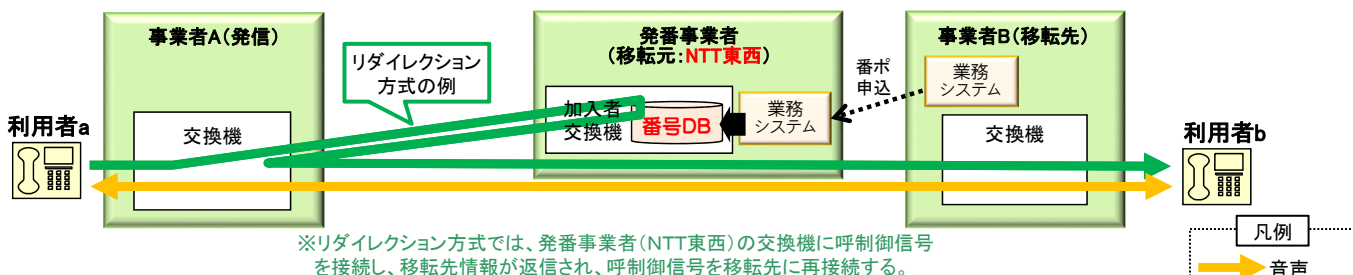 事業者A(発信)
リダイレクション
方式の例
交換機
利用者a
発番事業者
(移転元:NTT東西)
加入者
交換機
番号DB
業務
システム
番ポ
申込
事業者B(移転先)
業務
システム
交換機
利用者b
※リダイレクション方式では、発番事業者(NTT東西)の交換機に呼制御信号
を接続し、移転先情報が返信され、呼制御信号を移転先に再接続する。
凡例
音声